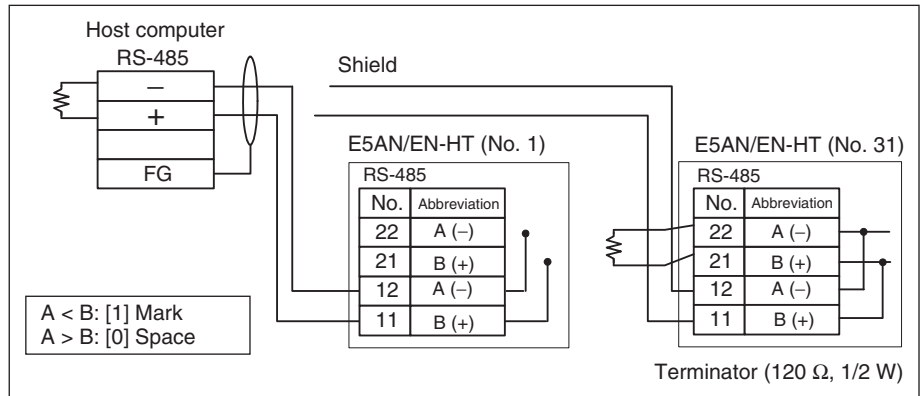 Host computer
RS-485
−
+
FG
Shield
E5AN/EN-HT (No. 1)
RS-485
No. Abbreviation
22 A (−)
21 B (+)
12 A (−)
11 B (+)
E5AN/EN-HT (No. 31)
RS-485
No. Abbreviation
22 A (−)
21 B (+)
12 A (−)
11 B (+)
A < B: [1] Mark
A > B: [0] Space
Terminator (120 Ω, 1/2 W)